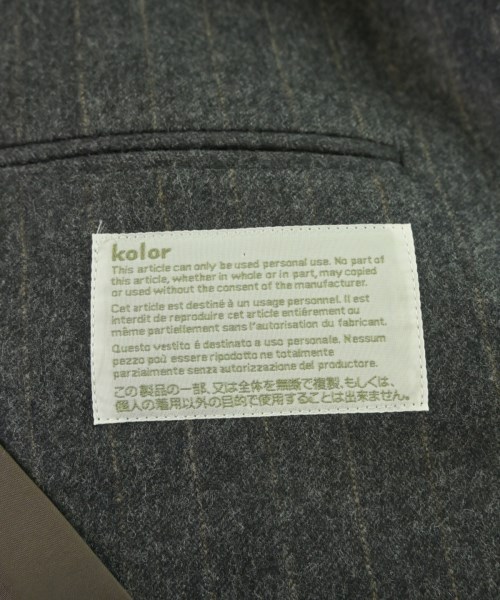 kolor
This article can only be used personal use. No part of
this article, whether in whole or in part, may copied
or used without the consent of the manufacturer.
Cet article est destiné à un usage personnel. Il est
interdit de reproduire cet article entiérement ou
même partiellement sans l'autorisation du fabricant.
Questo vestito é destinato a uso personale. Nessum
pezzo poù essere ripodotto ne totalmente
parzialmente senza autorizzazione del productore.
この製品の一部、又は全体を無断で複製、もしくは、
個人の着用以外の目的で使用することは出来ません。